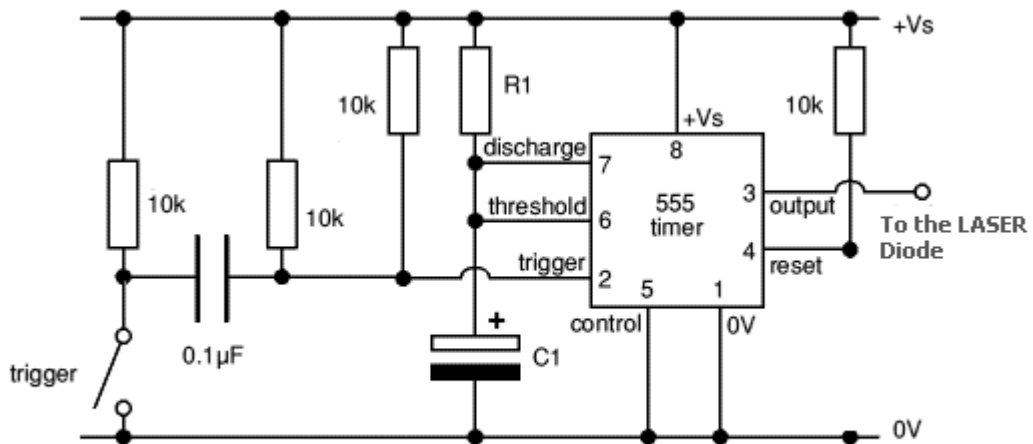 +Vs
R1
10k
10k
+Vs
discharge
7
8
10k
10k
555
timer
3
output
threshold
6
To the LASER
Diode
4
reset
trigger
2
5
1
control
0V
+
0.1µF
C1
trigger
0V